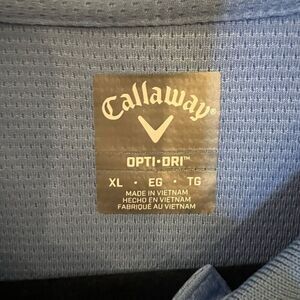 Callaway®
OPTI•DRI™
XL • EG • TG
MADE IN VIETNAM
HECHO EN VIETNAM
FABRIQUÉ AU VIETNAM